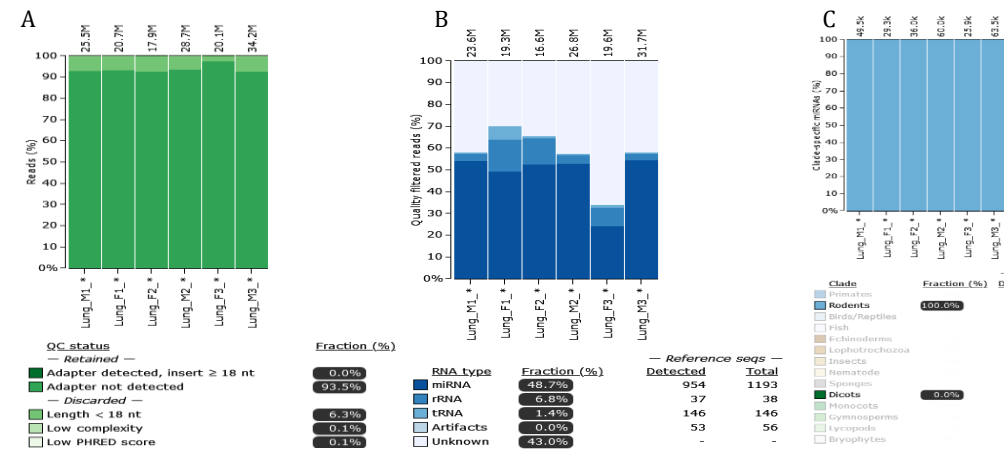 A
25.5M
20.7M
17.9M
28.7M
20.1M
34.2M
100
90
80
70
60
50
40
30
20
10
0%
Reads (%)
Lung_M1_*
Lung_F1_*
Lung_F2_*
Lung_M2_*
Lung_F3_*
Lung_M3_*
QC status Fraction (%)
— Retained —
Adapter detected, insert ≥ 18 nt 0.0%
Adapter not detected 93.5%
— Discarded —
Length < 18 nt 6.3%
Low complexity 0.1%
Low PHRED score 0.1%
B
23.6M
19.3M
16.6M
26.8M
19.6M
31.7M
100
90
80
70
60
50
40
30
20
10
0%
Quality filtered reads (%)
Lung_M1_*
Lung_F1_*
Lung_F2_*
Lung_M2_*
Lung_F3_*
Lung_M3_*
— Reference seqs —
RNA type Fraction (%) Detected Total
miRNA 48.7% 954 1193
rRNA 6.8% 37 38
tRNA 1.4% 146 146
Artifacts 0.0% 53 56
Unknown 43.0% - -
C
49.5k
29.3k
36.0k
60.0k
25.9k
63.5k
100
90
80
70
60
50
40
30
20
10
0%
Clade-specific miRNAs (%)
Lung_M1_*
Lung_F1_*
Lung_F2_*
Lung_M2_*
Lung_F3_*
Lung_M3_*
Clade Fraction (%) D
Primates
Rodents 100.0%
Birds/Reptiles
Fish
Echinoderms
Lophotrochozoa
Insects
Nematode
Sponges
Dicots 0.0%
Monocots
Gymnosperms
Lycopods
Bryophytes